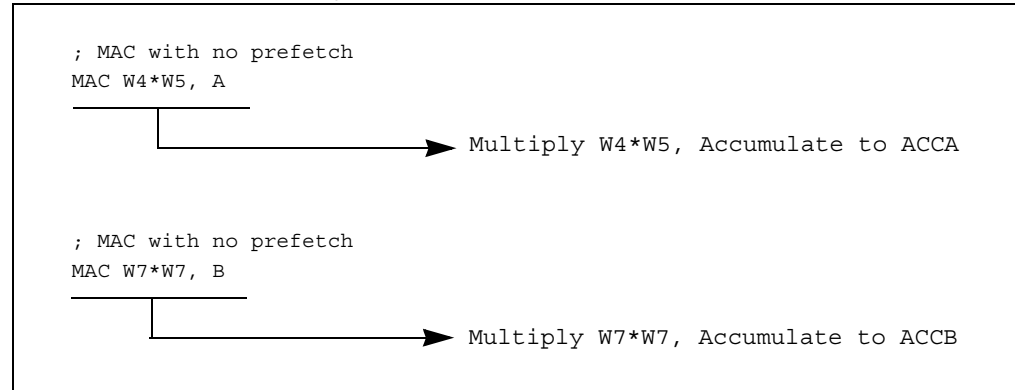 ; MAC with no prefetch
MAC W4*W5, A
Multiply W4*W5, Accumulate to ACCA
; MAC with no prefetch
MAC W7*W7, B
Multiply W7*W7, Accumulate to ACCB